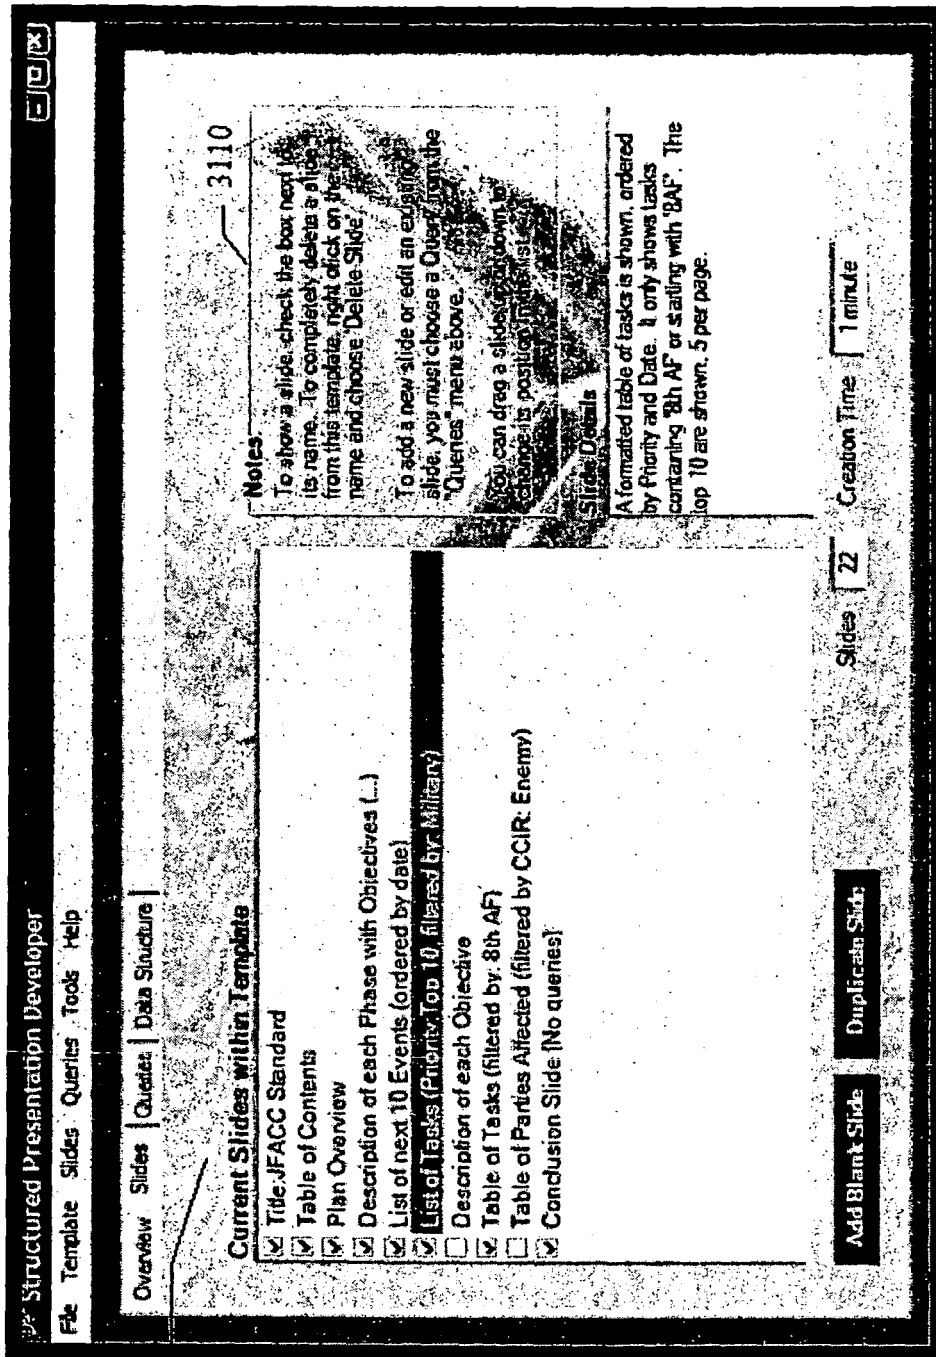 Structured Presentation Developer
File Template Slides Queries Tools Help
Overview Slides Queries Data Structure
3110
Current Slides within Template
Title:JFACC Standard
Table of Contents
Plan Overview
Description of each Phase with Objectives (...)
List of next 10 Events (ordered by date)
List of Tasks (Priority Top 10, filtered by: Military)
Description of each Objective
Table of Tasks (filtered by: 8th AF)
Table of Parties Affected (filtered by CCIR: Enemy)
Conclusion Slide [No queries]
Notes:
To show a slide, check the box next to
its name. To completely delete a slide
from this template, right click on the
name and choose "Delete Slide".
To add a new slide or edit an existing
slide, you must choose a Query from the
"Queries" menu above.
You can drag a slide up or down to
change its position in this list
Slide Details
A formatted table of tasks is shown, ordered
by Priority and Date. It only shows tasks
containing "8th AF" or starting with "8AF". The
top 10 are shown. 5 per page.
Add Blank Slide Duplicate Slide
Slides 22 Creation Time 1 minute